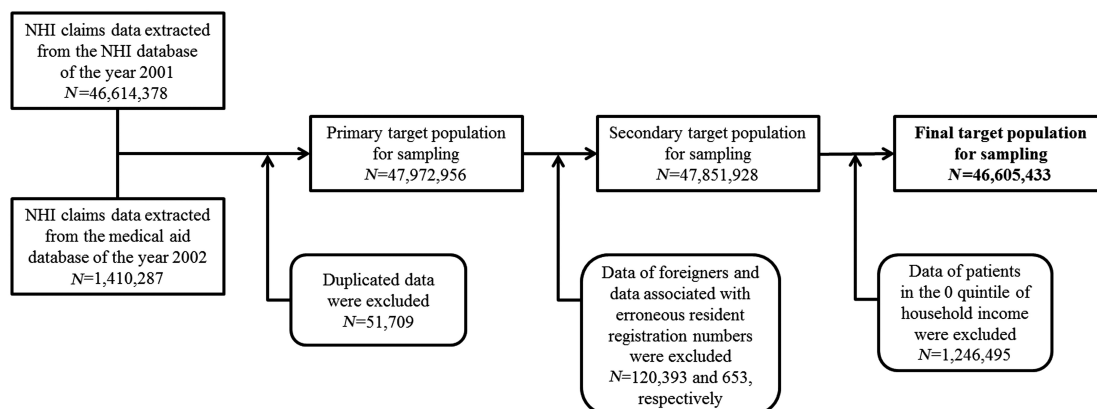 NHI claims data extracted
from the NHI database
of the year 2001
N=46,614,378
NHI claims data extracted
from the medical aid
database of the year 2002
N=1,410,287
Duplicated data
were excluded
N=51,709
Primary target population
for sampling
N=47,972,956
Data of foreigners and
data associated with
erroneous resident
registration numbers
were excluded
N=120,393 and 653,
respectively
Secondary target population
for sampling
N=47,851,928
Data of patients
in the 0 quintile of
household income
were excluded
N=1,246,495
Final target population
for sampling
N=46,605,433